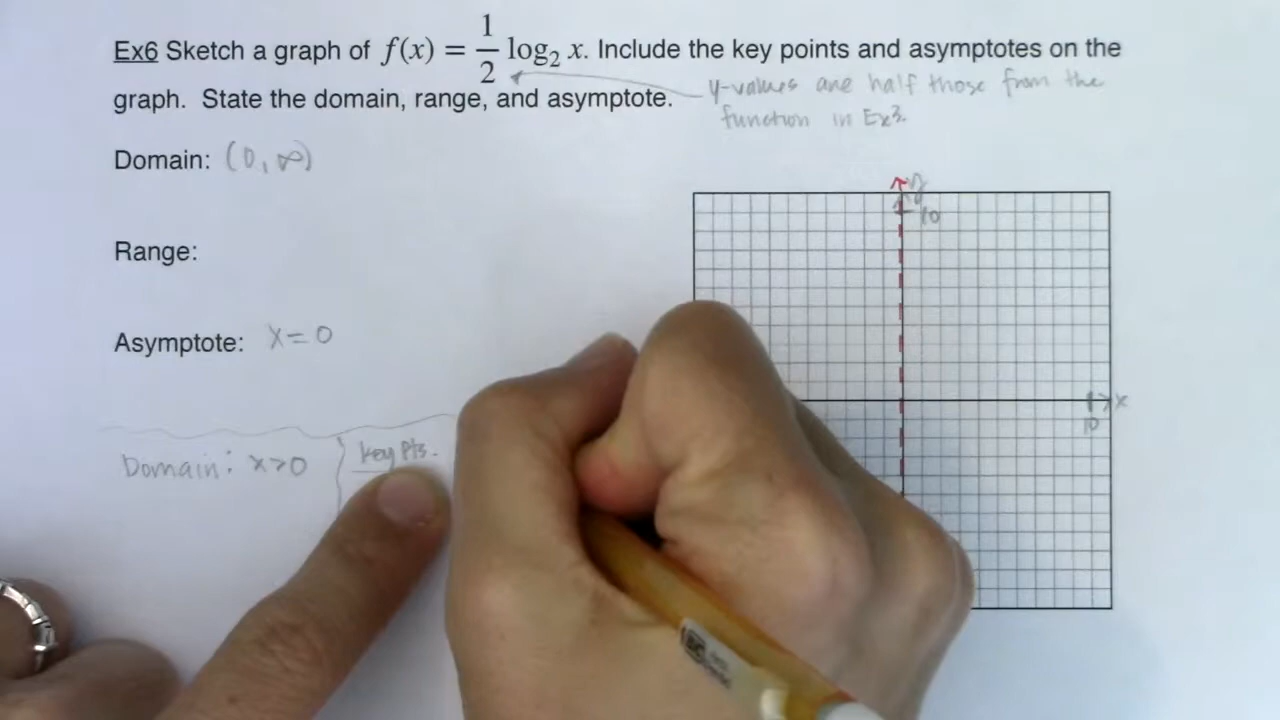 Ex6 Sketch a graph of f(x) = 1/2 log₂ x. Include the key points and asymptotes on the
graph. State the domain, range, and asymptote.
y-values are half those from the
function in Ex3.
Domain: (0, ∞)
Range:
Asymptote: x = 0
Domain: x>0
key pts.
y
10
x
10
BIC